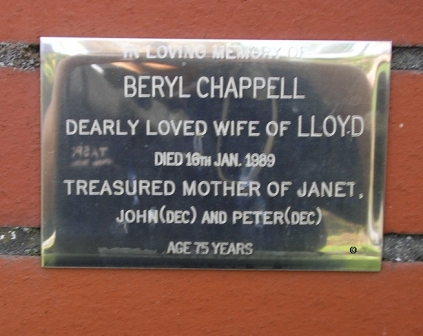 IN LOVING MEMORY OF
BERYL CHAPPELL
DEARLY LOVED WIFE OF LLOYD
DIED 16TH JAN. 1989
TREASURED MOTHER OF JANET,
JOHN (DEC) AND PETER (DEC)
AGE 75 YEARS